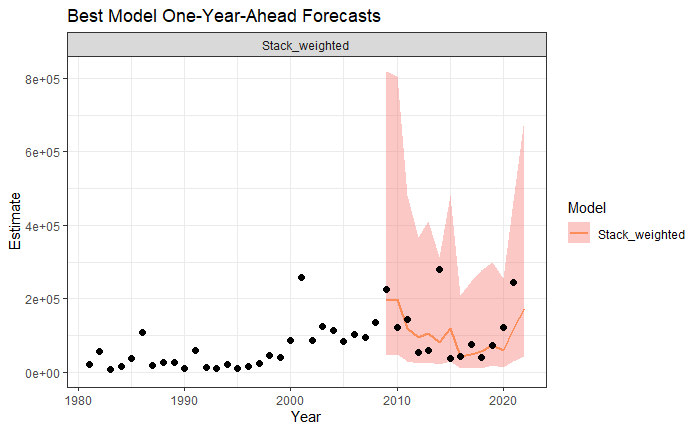 Best Model One-Year-Ahead Forecasts
Stack_weighted
8e+05
6e+05
4e+05
2e+05
0e+00
Estimate
1980
1990
2000
2010
2020
Year
Model
Stack_weighted